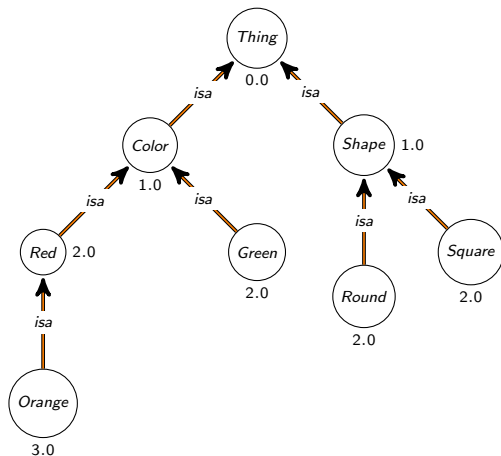 Thing
0.0
isa
isa
Color
1.0
Shape
1.0
isa
isa
isa
isa
Red
2.0
Green
2.0
Square
2.0
Round
2.0
isa
Orange
3.0